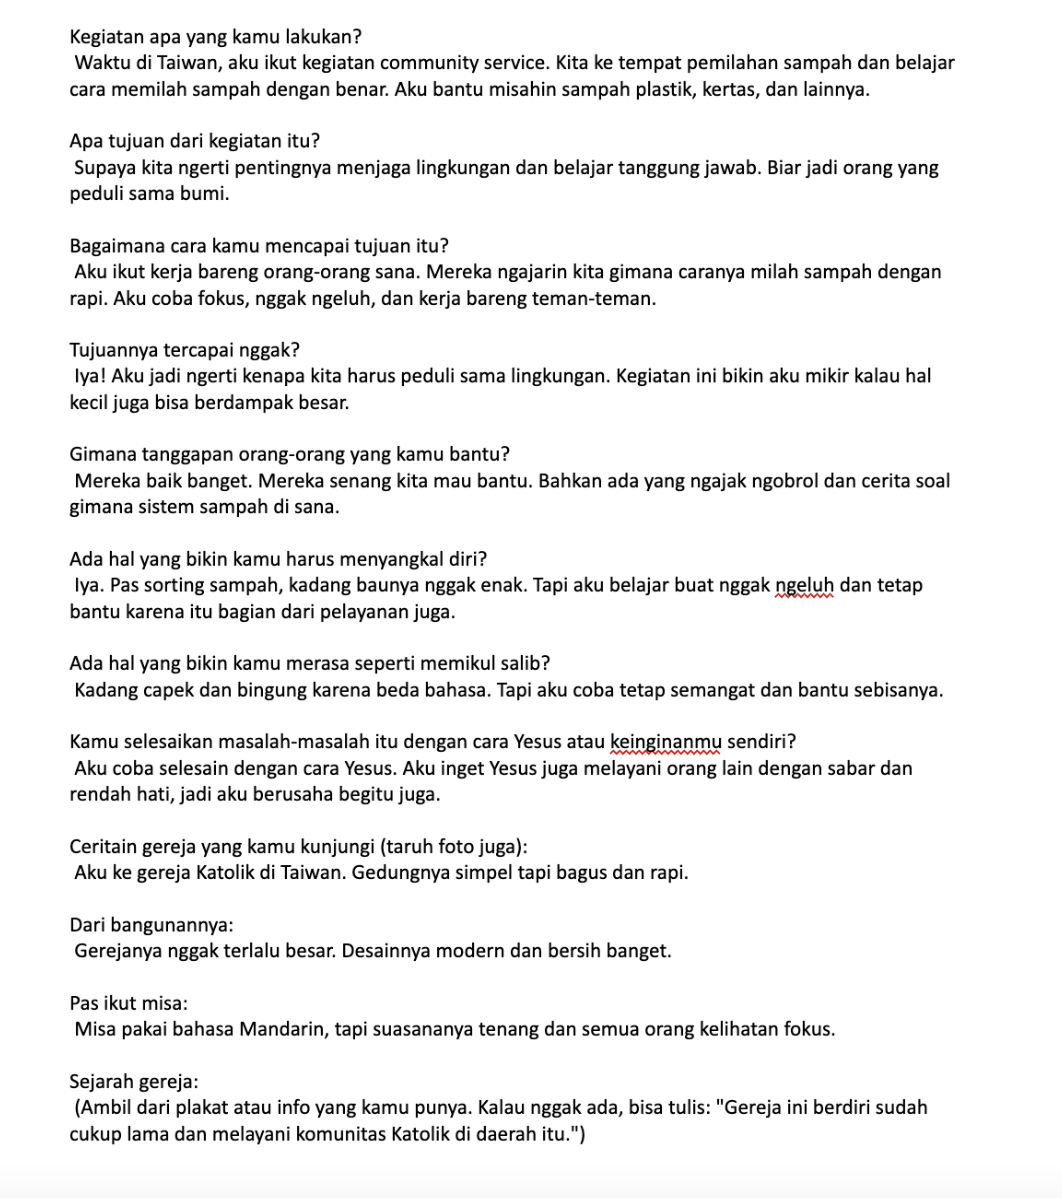 Kegiatan apa yang kamu lakukan?
Waktu di Taiwan, aku ikut kegiatan community service. Kita ke tempat pemilahan sampah dan belajar
cara memilah sampah dengan benar. Aku bantu misahin sampah plastik, kertas, dan lainnya.
Apa tujuan dari kegiatan itu?
Supaya kita ngerti pentingnya menjaga lingkungan dan belajar tanggung jawab. Biar jadi orang yang
peduli sama bumi.
Bagaimana cara kamu mencapai tujuan itu?
Aku ikut kerja bareng orang-orang sana. Mereka ngajarin kita gimana caranya milah sampah dengan
rapi. Aku coba fokus, nggak ngeluh, dan kerja bareng teman-teman.
Tujuannya tercapai nggak?
Iya! Aku jadi ngerti kenapa kita harus peduli sama lingkungan. Kegiatan ini bikin aku mikir kalau hal
kecil juga bisa berdampak besar.
Gimana tanggapan orang-orang yang kamu bantu?
Mereka baik banget. Mereka senang kita mau bantu. Bahkan ada yang ngajak ngobrol dan cerita soal
gimana sistem sampah di sana.
Ada hal yang bikin kamu harus menyangkal diri?
Iya. Pas sorting sampah, kadang baunya nggak enak. Tapi aku belajar buat nggak ngeluh dan tetap
bantu karena itu bagian dari pelayanan juga.
Ada hal yang bikin kamu merasa seperti memikul salib?
Kadang capek dan bingung karena beda bahasa. Tapi aku coba tetap semangat dan bantu sebisanya.
Kamu selesaikan masalah-masalah itu dengan cara Yesus atau keinginanmu sendiri?
Aku coba selesain dengan cara Yesus. Aku inget Yesus juga melayani orang lain dengan sabar dan
rendah hati, jadi aku berusaha begitu juga.
Ceritain gereja yang kamu kunjungi (taruh foto juga):
Aku ke gereja Katolik di Taiwan. Gedungnya simpel tapi bagus dan rapi.
Dari bangunannya:
Gerejanya nggak terlalu besar. Desainnya modern dan bersih banget.
Pas ikut misa:
Misa pakai bahasa Mandarin, tapi suasananya tenang dan semua orang kelihatan fokus.
Sejarah gereja:
(Ambil dari plakat atau info yang kamu punya. Kalau nggak ada, bisa tulis: "Gereja ini berdiri sudah
cukup lama dan melayani komunitas Katolik di daerah itu.")